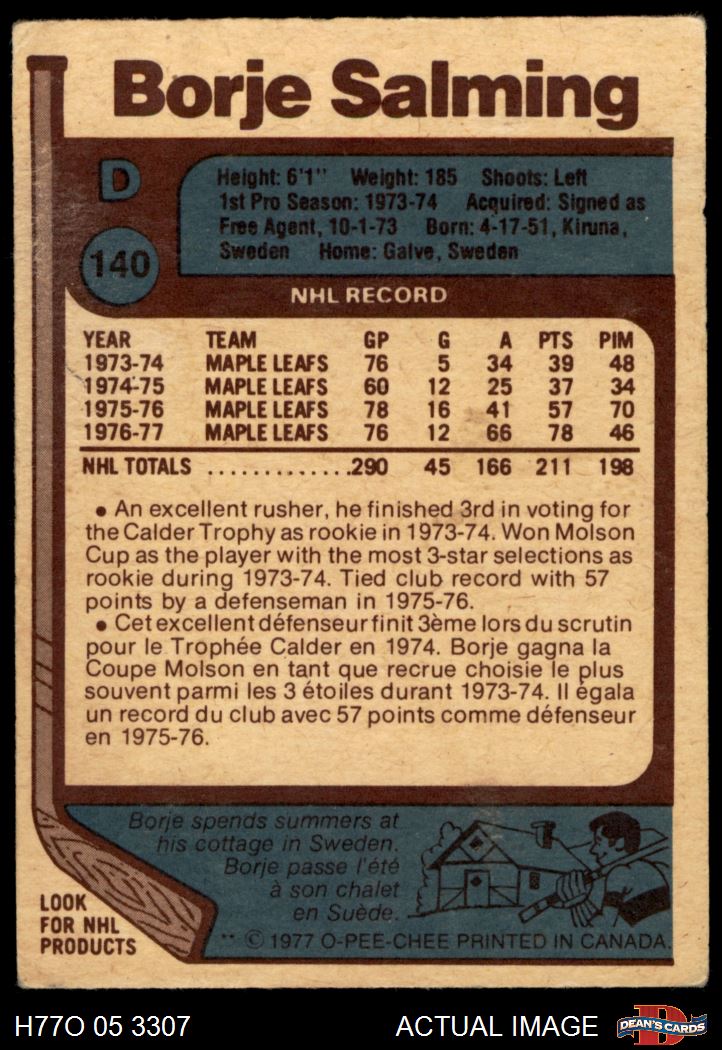 Borje Salming
D
Height: 6'1" Weight: 185 Shoots: Left
1st Pro Season: 1973-74 Acquired: Signed as
Free Agent, 10-1-73 Born: 4-17-51, Kiruna,
Sweden Home: Galve, Sweden
140
NHL RECORD
YEAR TEAM GP G A PTS PIM
1973-74 MAPLE LEAFS 76 5 34 39 48
1974-75 MAPLE LEAFS 60 12 25 37 34
1975-76 MAPLE LEAFS 78 16 41 57 70
1976-77 MAPLE LEAFS 76 12 66 78 46
NHL TOTALS .............290 45 166 211 198
• An excellent rusher, he finished 3rd in voting for
the Calder Trophy as rookie in 1973-74. Won Molson
Cup as the player with the most 3-star selections as
rookie during 1973-74. Tied club record with 57
points by a defenseman in 1975-76.
• Cet excellent défenseur finit 3ème lors du scrutin
pour le Trophée Calder en 1974. Borje gagna la
Coupe Molson en tant que recrue choisie le plus
souvent parmi les 3 étoiles durant 1973-74. Il égala
un record du club avec 57 points comme défenseur
en 1975-76.
Borje spends summers at
his cottage in Sweden.
Borje passe l'été
à son chalet
en Suède.
LOOK
FOR NHL
PRODUCTS
** © 1977 O-PEE-CHEE PRINTED IN CANADA.
H77O 05 3307
ACTUAL IMAGE
D
DEAN'S CARDS